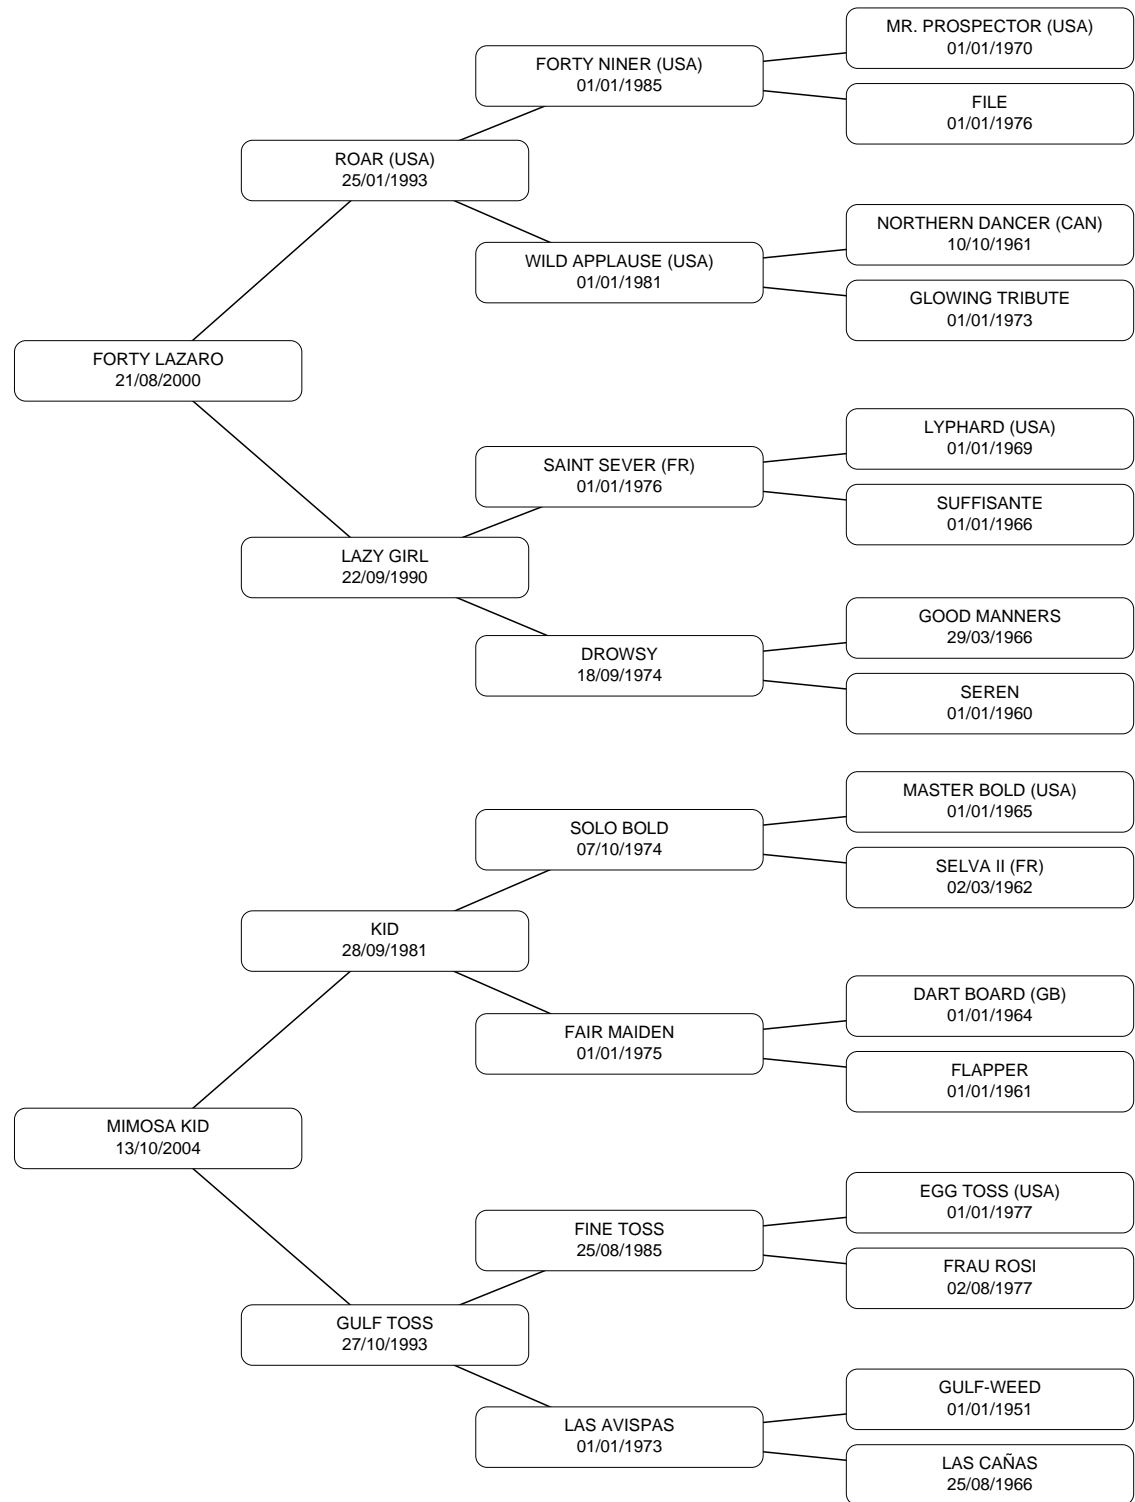 MR. PROSPECTOR (USA)
01/01/1970
FORTY NINER (USA)
01/01/1985
FILE
01/01/1976
ROAR (USA)
25/01/1993
NORTHERN DANCER (CAN)
10/10/1961
WILD APPLAUSE (USA)
01/01/1981
GLOWING TRIBUTE
01/01/1973
FORTY LAZARO
21/08/2000
LYPHARD (USA)
01/01/1969
SAINT SEVER (FR)
01/01/1976
SUFFISANTE
01/01/1966
LAZY GIRL
22/09/1990
GOOD MANNERS
29/03/1966
DROWSY
18/09/1974
SEREN
01/01/1960
MASTER BOLD (USA)
01/01/1965
SOLO BOLD
07/10/1974
SELVA II (FR)
02/03/1962
KID
28/09/1981
DART BOARD (GB)
01/01/1964
FAIR MAIDEN
01/01/1975
FLAPPER
01/01/1961
MIMOSA KID
13/10/2004
EGG TOSS (USA)
01/01/1977
FINE TOSS
25/08/1985
FRAU ROSI
02/08/1977
GULF TOSS
27/10/1993
GULF-WEED
01/01/1951
LAS AVISPAS
01/01/1973
LAS CAÑAS
25/08/1966